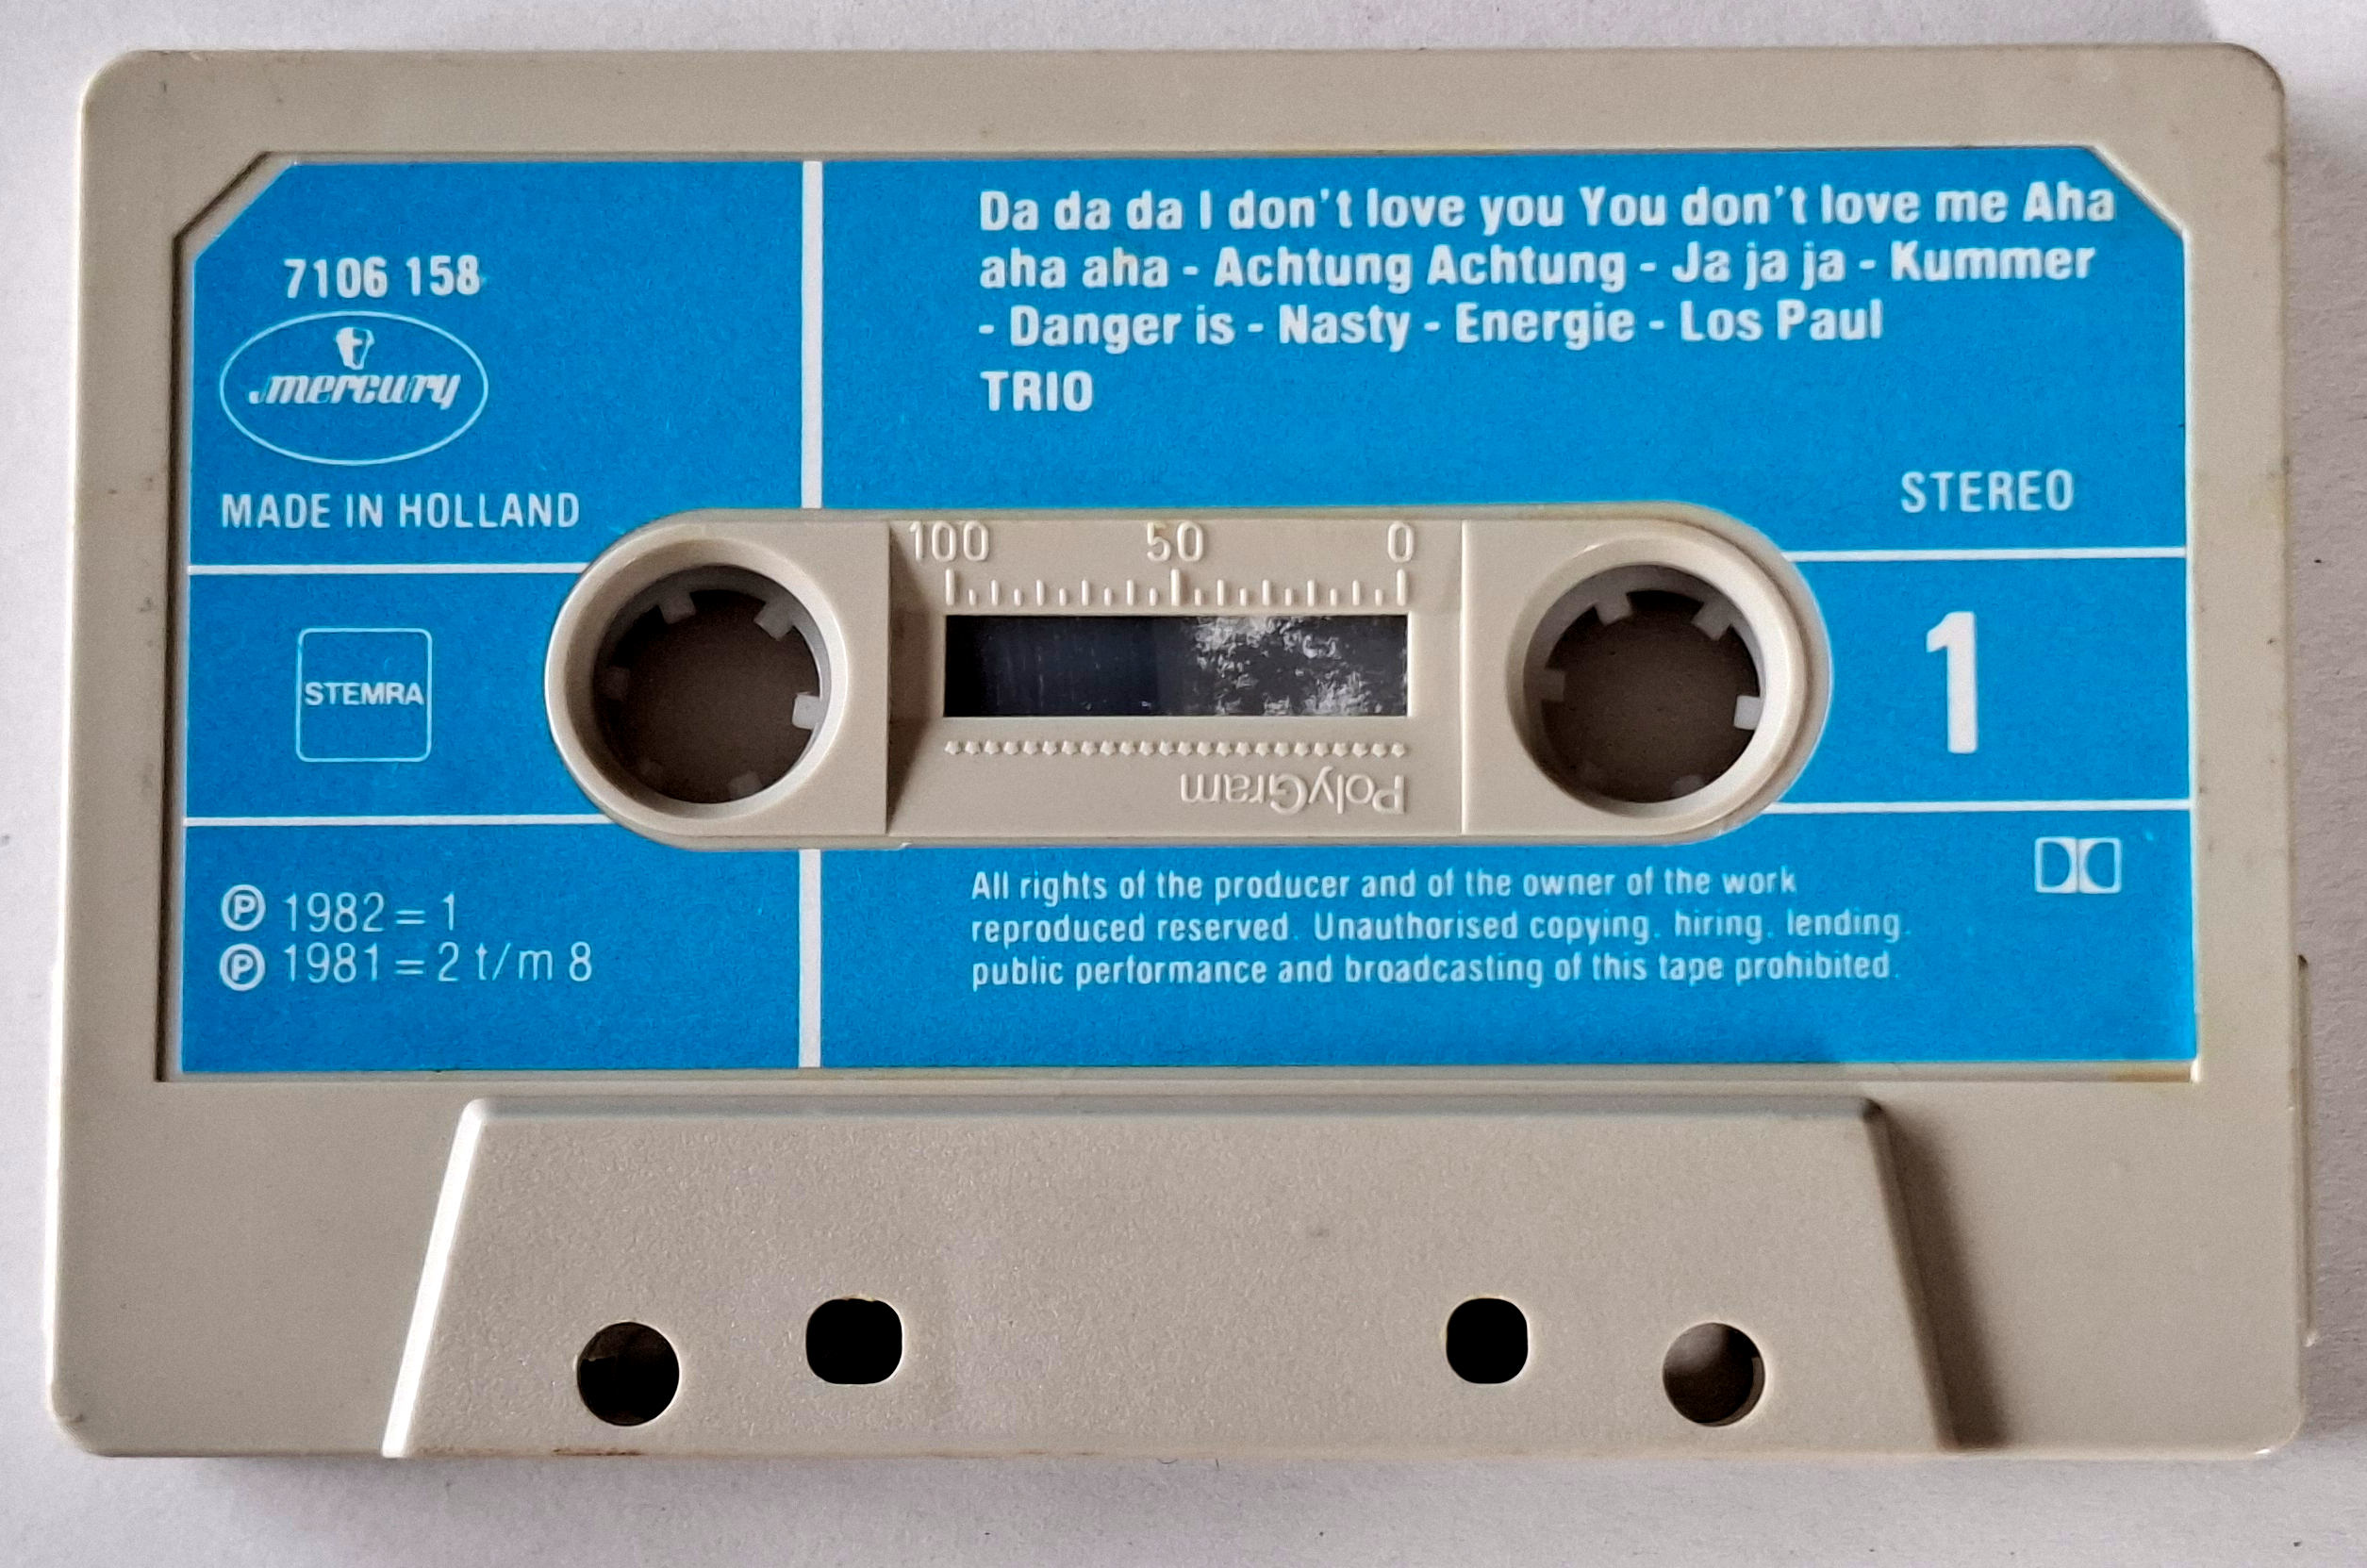 7106 158
mercury
MADE IN HOLLAND
Da da da I don't love you You don't love me Aha
aha aha - Achtung Achtung - Ja ja ja - Kummer
- Danger is - Nasty - Energie - Los Paul
TRIO
STEREO
100 50 0
STEMRA
1
PolyGram
Ⓟ 1982 = 1
Ⓟ 1981 = 2 t/m 8
All rights of the producer and of the owner of the work
reproduced reserved. Unauthorised copying, hiring, lending,
public performance and broadcasting of this tape prohibited.